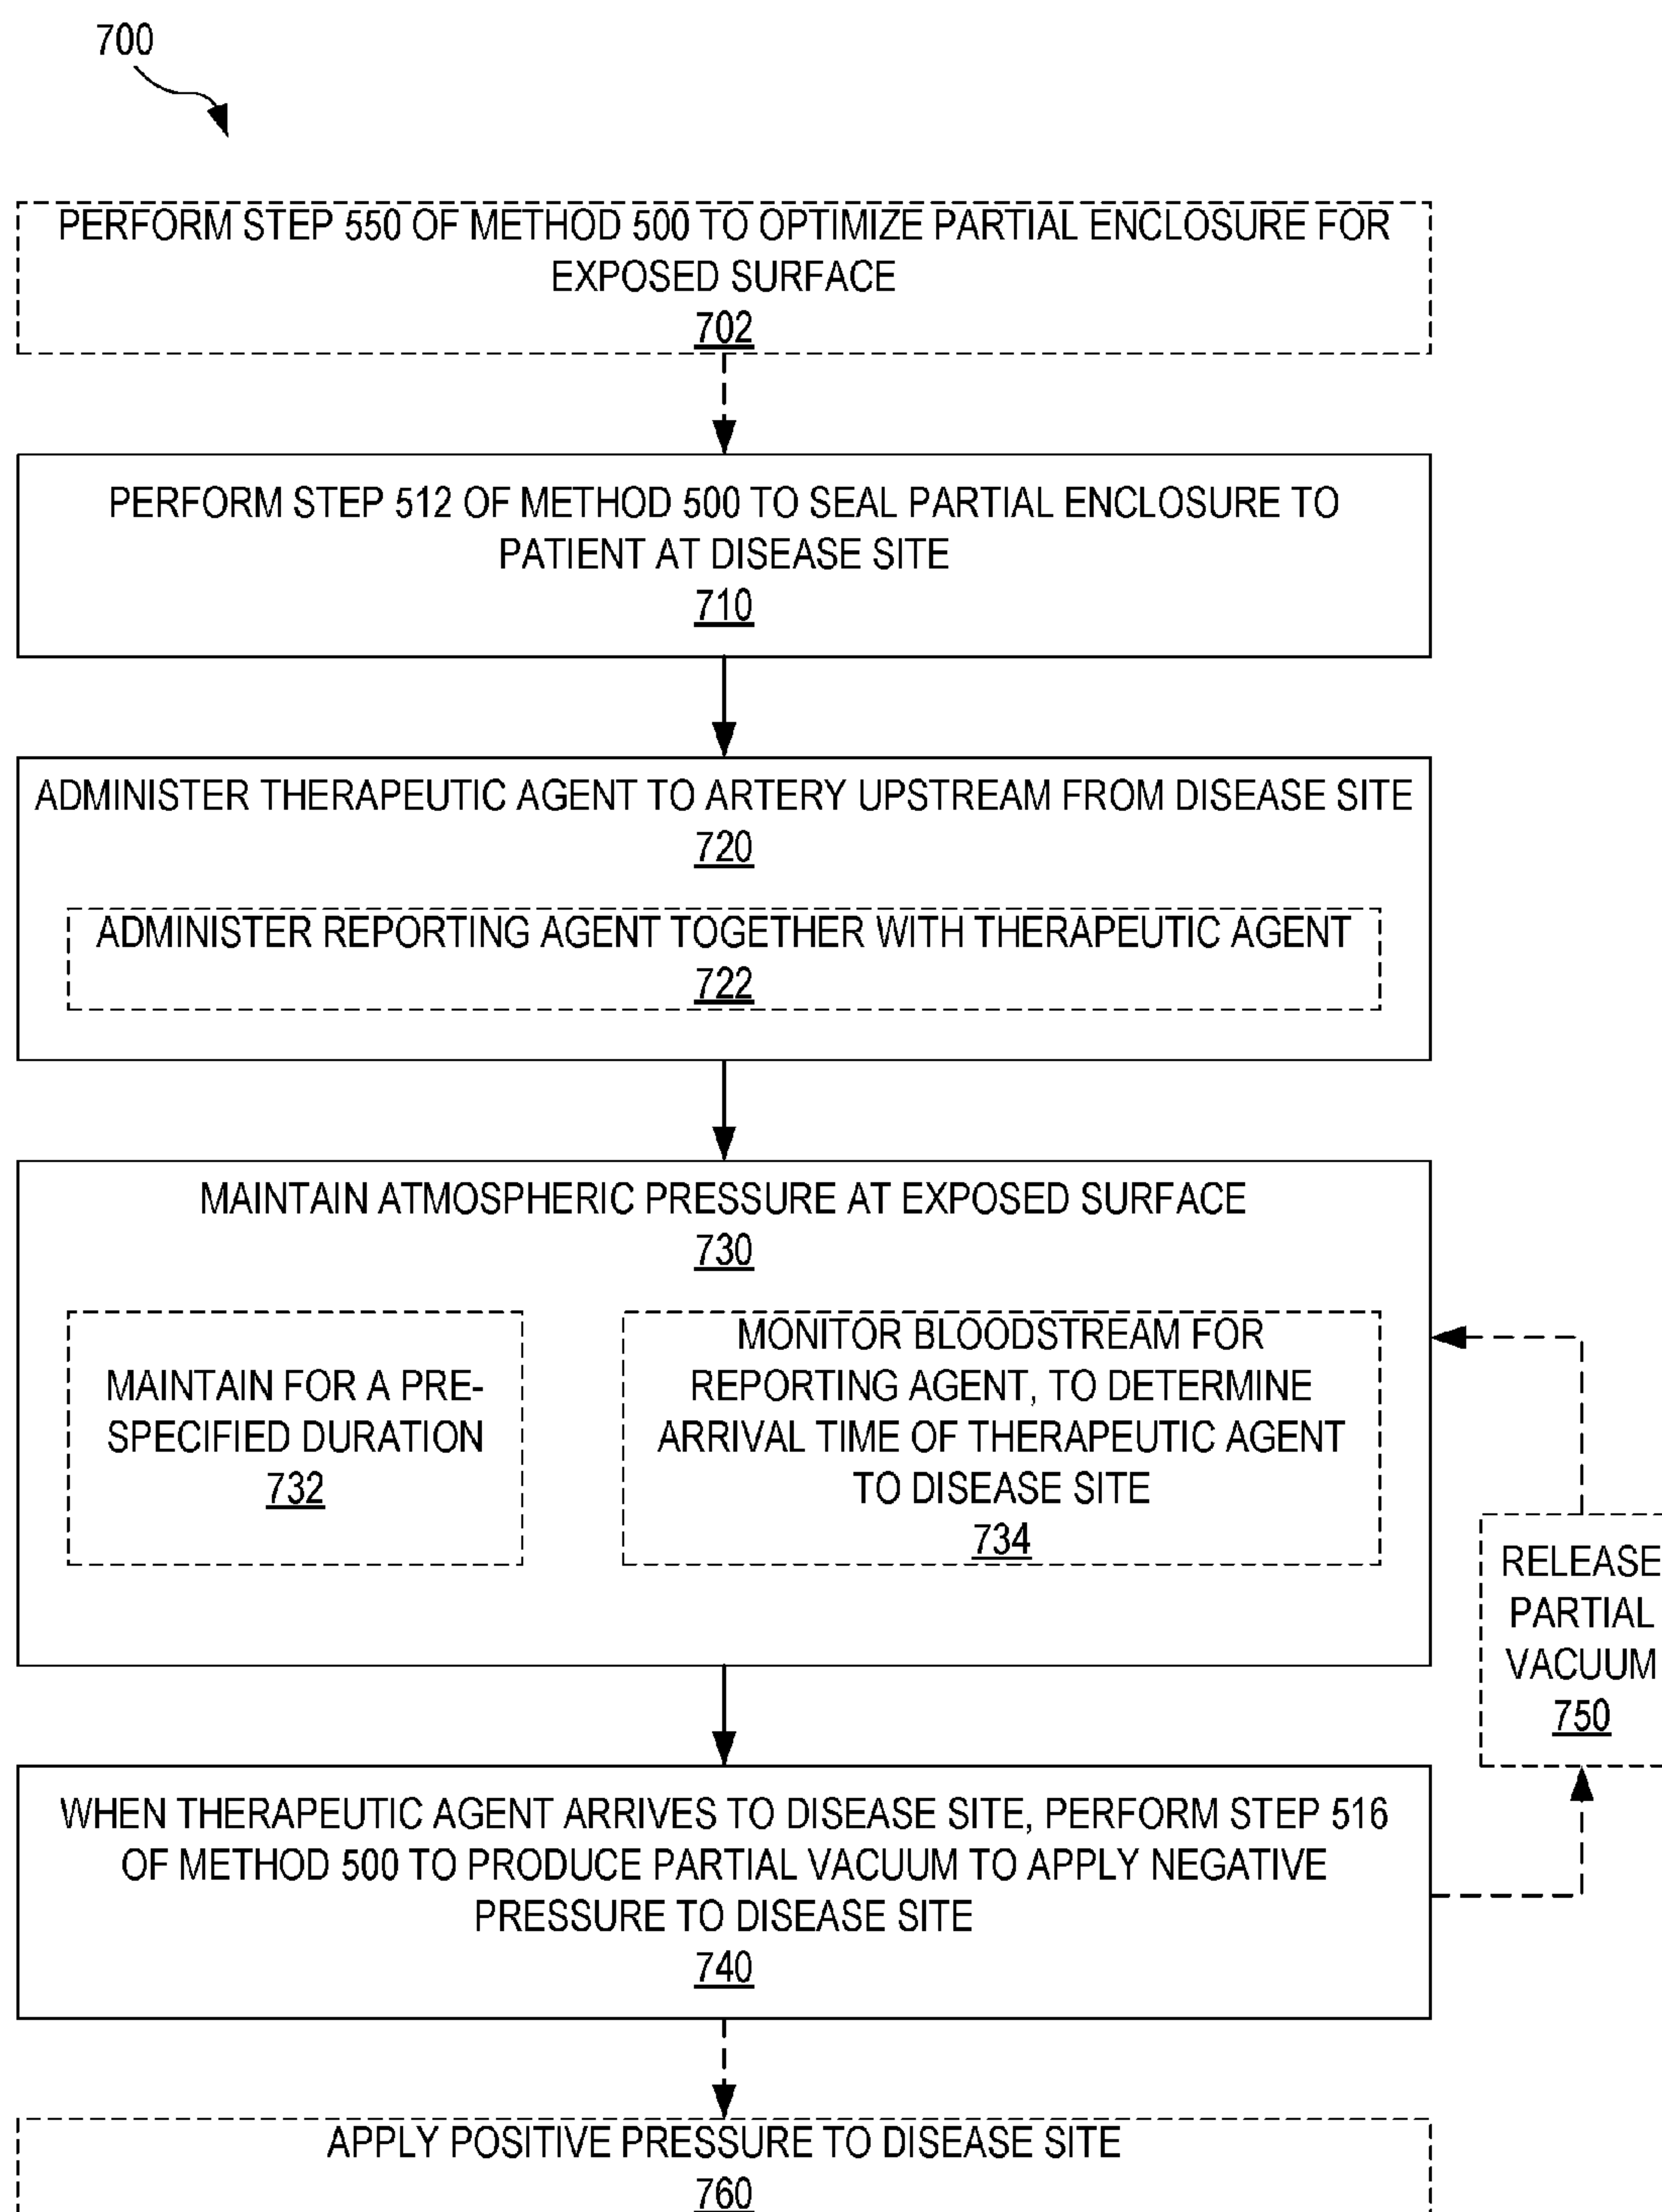 700
PERFORM STEP 550 OF METHOD 500 TO OPTIMIZE PARTIAL ENCLOSURE FOR
EXPOSED SURFACE
702
PERFORM STEP 512 OF METHOD 500 TO SEAL PARTIAL ENCLOSURE TO
PATIENT AT DISEASE SITE
710
ADMINISTER THERAPEUTIC AGENT TO ARTERY UPSTREAM FROM DISEASE SITE
720
ADMINISTER REPORTING AGENT TOGETHER WITH THERAPEUTIC AGENT
722
MAINTAIN ATMOSPHERIC PRESSURE AT EXPOSED SURFACE
730
MAINTAIN FOR A PRE-
SPECIFIED DURATION
732
MONITOR BLOODSTREAM FOR
REPORTING AGENT, TO DETERMINE
ARRIVAL TIME OF THERAPEUTIC AGENT
TO DISEASE SITE
734
RELEASE
PARTIAL
VACUUM
750
WHEN THERAPEUTIC AGENT ARRIVES TO DISEASE SITE, PERFORM STEP 516
OF METHOD 500 TO PRODUCE PARTIAL VACUUM TO APPLY NEGATIVE
PRESSURE TO DISEASE SITE
740
APPLY POSITIVE PRESSURE TO DISEASE SITE
760